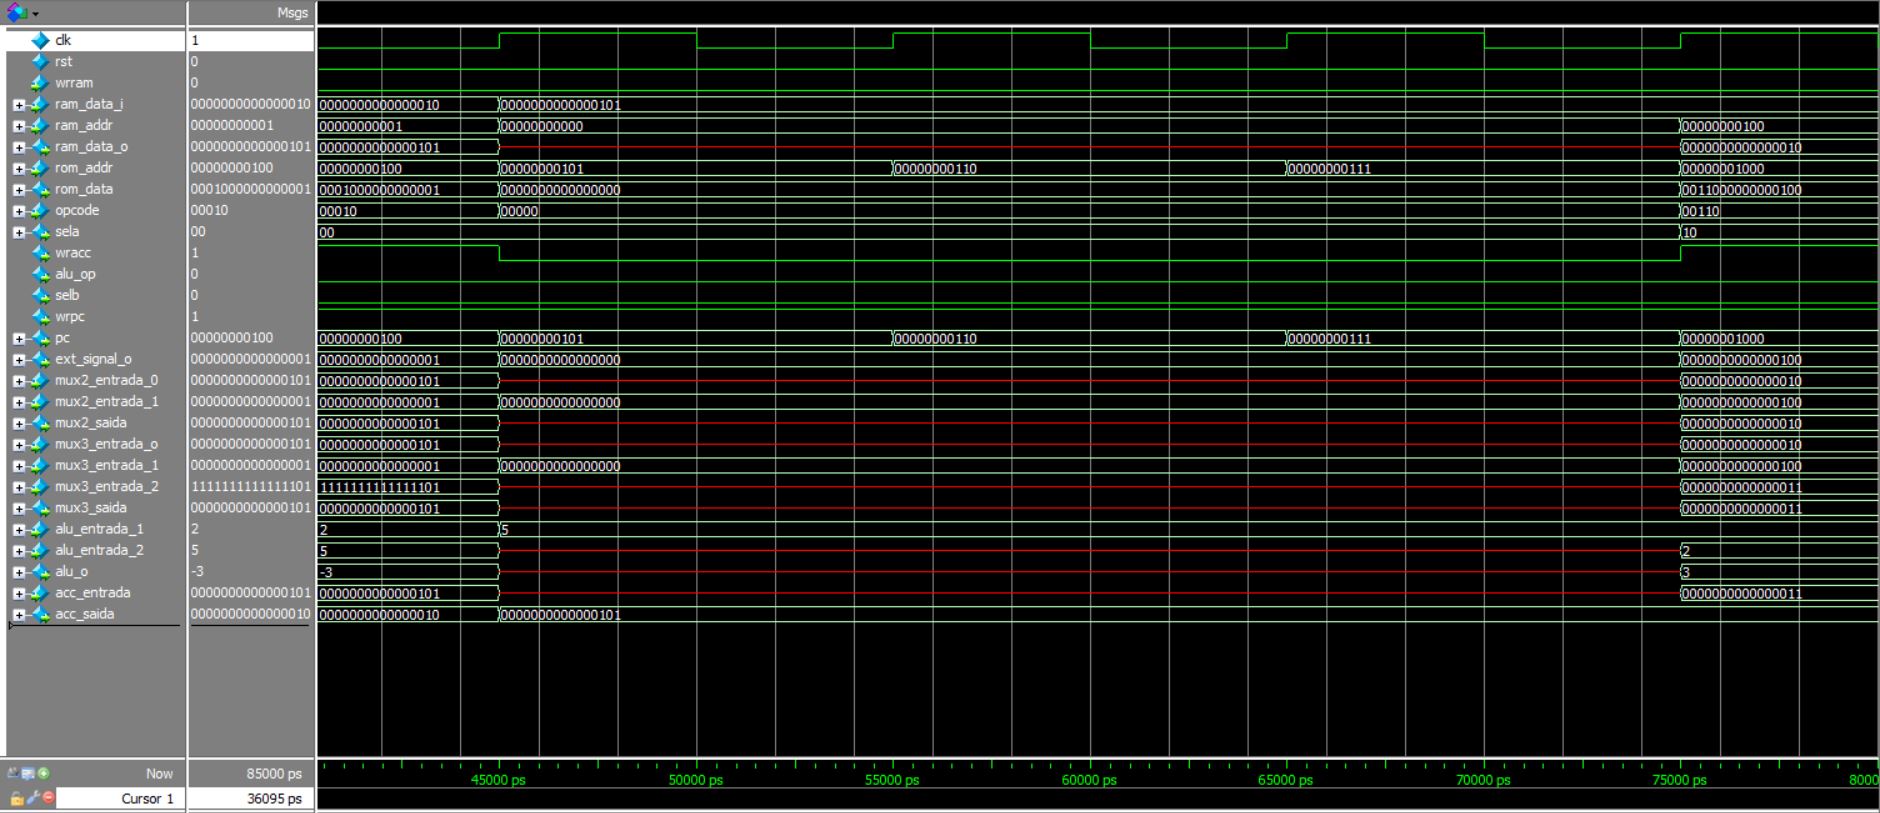 Msgs
clk 1
rst 0
wrram 0
ram_data_i 0000000000000010 0000000000000010 0000000000000101
ram_addr 00000000001 00000000001 00000000000 00000000100
ram_data_o 0000000000000101 0000000000000101 0000000000000010
rom_addr 00000000100 00000000100 00000000101 00000000110 00000000111 00000001000
rom_data 0001000000000001 0001000000000001 0000000000000000 0011000000000100
opcode 00010 00010 00000 00110
sela 00 00 10
wracc 1
alu_op 0
selb 0
wrpc 1
pc 00000000100 00000000100 00000000101 00000000110 00000000111 00000001000
ext_signal_o 0000000000000001 0000000000000001 0000000000000000 0000000000000100
mux2_entrada_0 0000000000000101 0000000000000101 0000000000000010
mux2_entrada_1 0000000000000001 0000000000000001 0000000000000000 0000000000000100
mux2_saida 0000000000000101 0000000000000101 0000000000000010
mux3_entrada_o 0000000000000101 0000000000000101 0000000000000010
mux3_entrada_1 0000000000000001 0000000000000001 0000000000000000 0000000000000100
mux3_entrada_2 1111111111111101 1111111111111101 0000000000000011
mux3_saida 0000000000000101 0000000000000101 0000000000000011
alu_entrada_1 2 2 5
alu_entrada_2 5 5 2
alu_o -3 -3 3
acc_entrada 0000000000000101 0000000000000101 0000000000000011
acc_saida 0000000000000010 0000000000000010 0000000000000101
Now 85000 ps 45000 ps 50000 ps 55000 ps 60000 ps 65000 ps 70000 ps 75000 ps 80000
Cursor 1 36095 ps